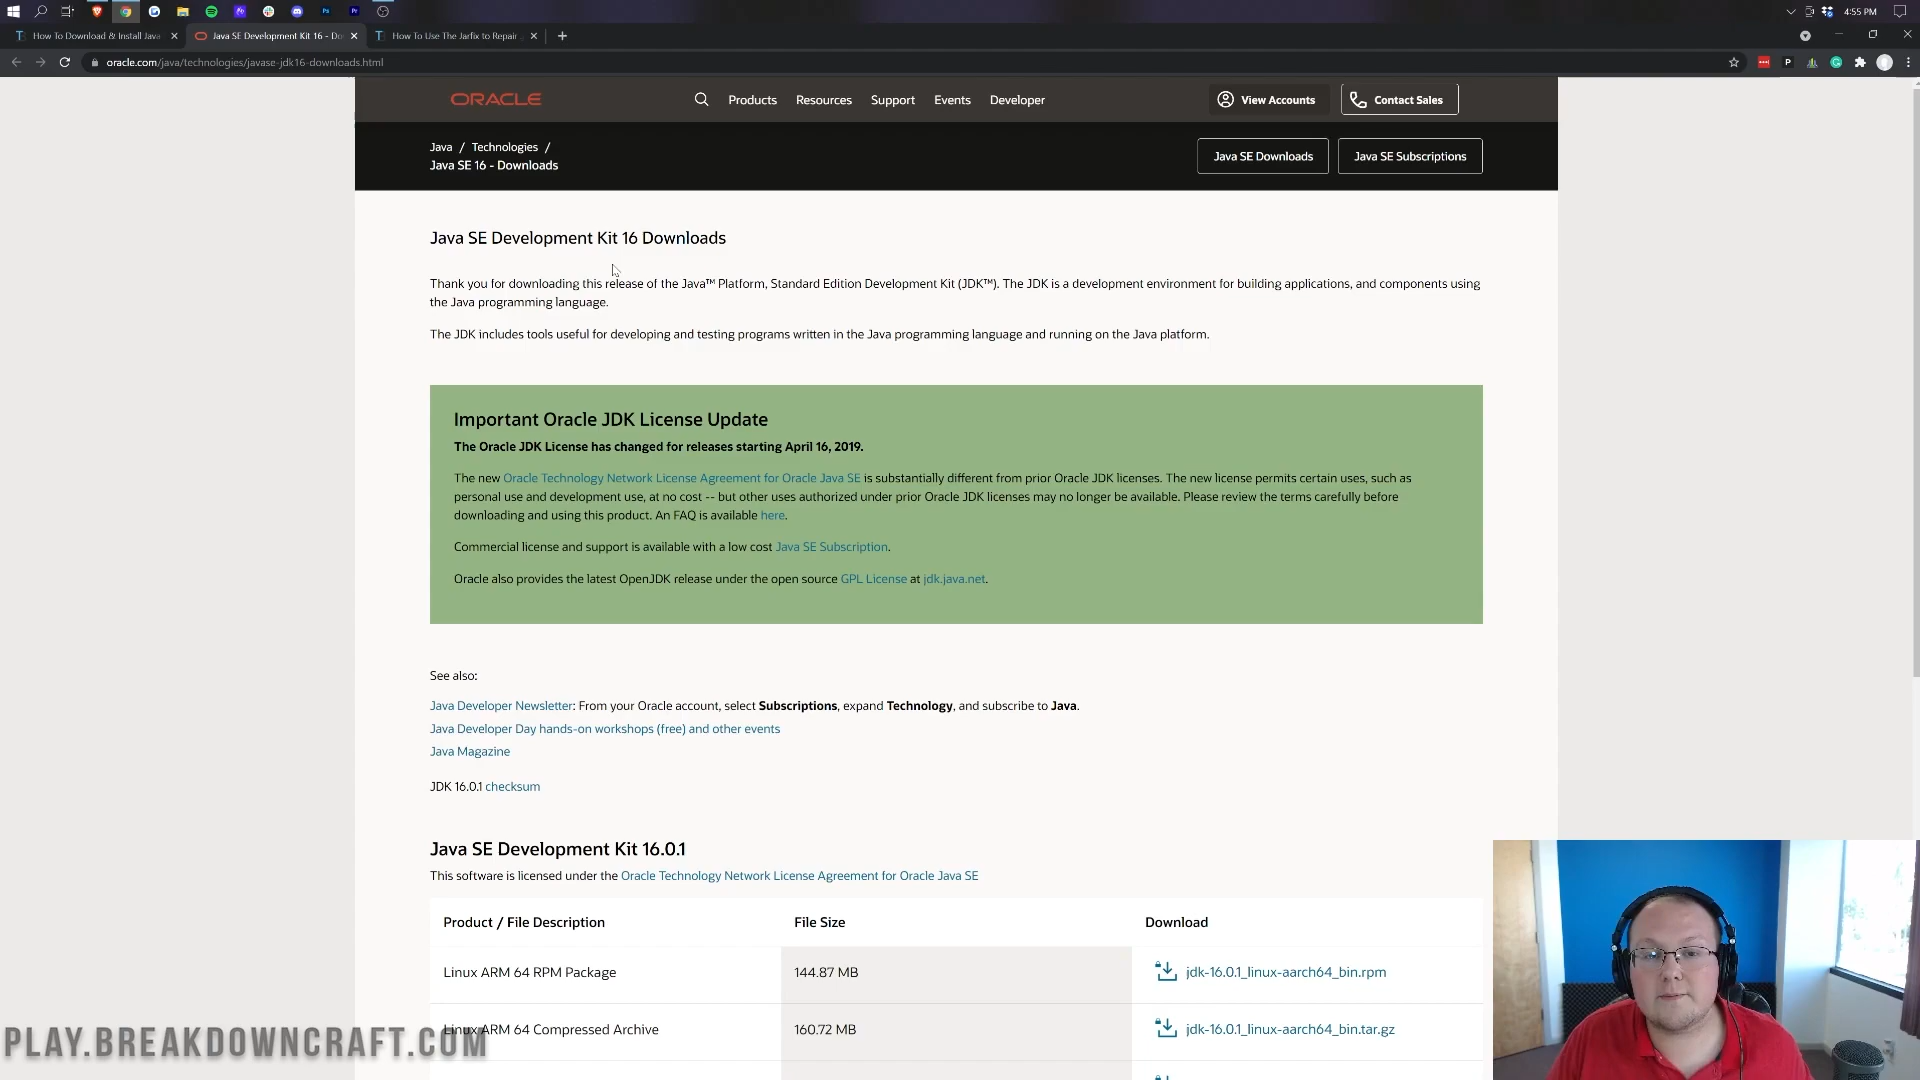 4:55 PM
How To Download & Install Java
Java SE Development Kit 16 - Do
How To Use The Jarfix to Repair
oracle.com/java/technologies/javase-jdk16-downloads.html
ORACLE
Products
Resources
Support
Events
Developer
View Accounts
Contact Sales
Java / Technologies /
Java SE 16 - Downloads
Java SE Downloads
Java SE Subscriptions
Java SE Development Kit 16 Downloads
Thank you for downloading this release of the Java™ Platform, Standard Edition Development Kit (JDK™). The JDK is a development environment for building applications, and components using
the Java programming language.
The JDK includes tools useful for developing and testing programs written in the Java programming language and running on the Java platform.
Important Oracle JDK License Update
The Oracle JDK License has changed for releases starting April 16, 2019.
The new Oracle Technology Network License Agreement for Oracle Java SE is substantially different from prior Oracle JDK licenses. The new license permits certain uses, such as
personal use and development use, at no cost -- but other uses authorized under prior Oracle JDK licenses may no longer be available. Please review the terms carefully before
downloading and using this product. An FAQ is available here.
Commercial license and support is available with a low cost Java SE Subscription.
Oracle also provides the latest OpenJDK release under the open source GPL License at jdk.java.net.
See also:
Java Developer Newsletter: From your Oracle account, select Subscriptions, expand Technology, and subscribe to Java.
Java Developer Day hands-on workshops (free) and other events
Java Magazine
JDK 16.0.1 checksum
Java SE Development Kit 16.0.1
This software is licensed under the Oracle Technology Network License Agreement for Oracle Java SE
Product / File Description
File Size
Download
Linux ARM 64 RPM Package
144.87 MB
jdk-16.0.1_linux-aarch64_bin.rpm
Linux ARM 64 Compressed Archive
160.72 MB
jdk-16.0.1_linux-aarch64_bin.tar.gz
PLAY.BREAKDOWNCRAFT.COM